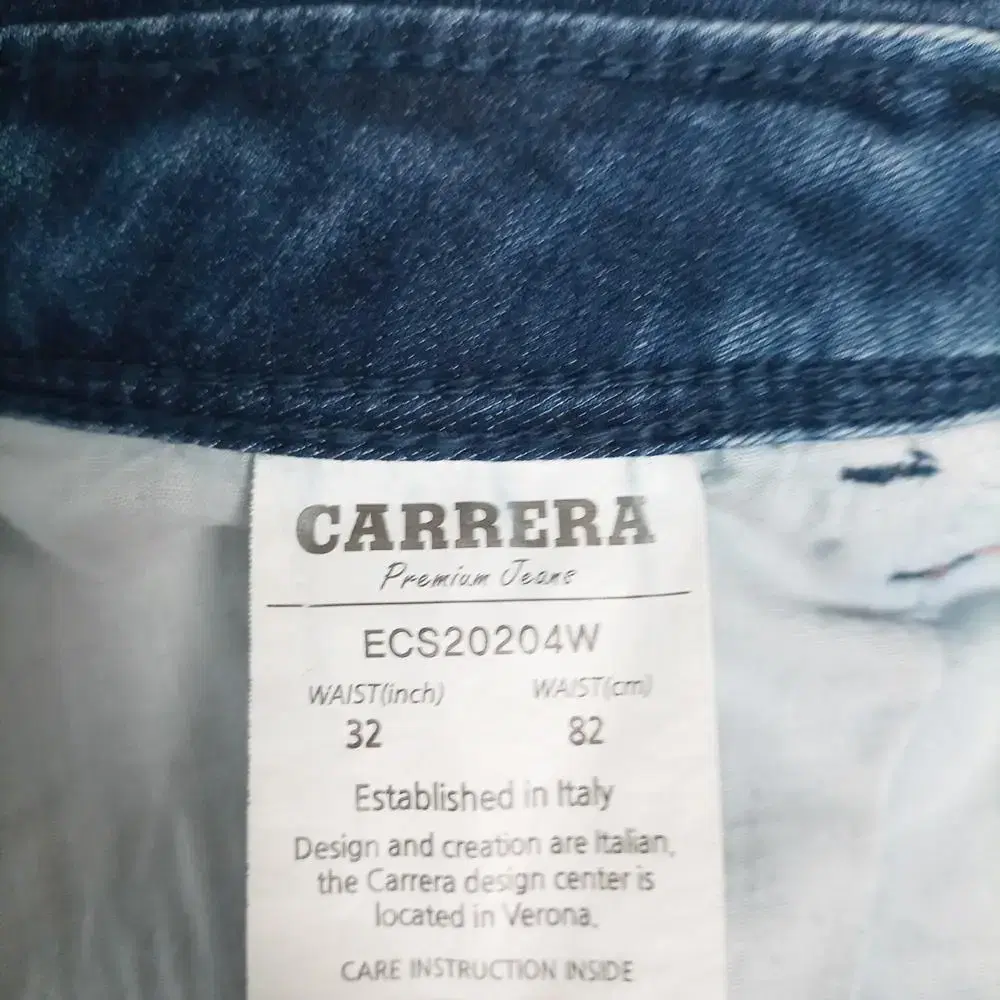 CARRERA
Premium Jeans
ECS20204W
WAIST(inch) WAIST(cm)
32 82
Established in Italy
Design and creation are Italian,
the Carrera design center is
located in Verona.
CARE INSTRUCTION INSIDE